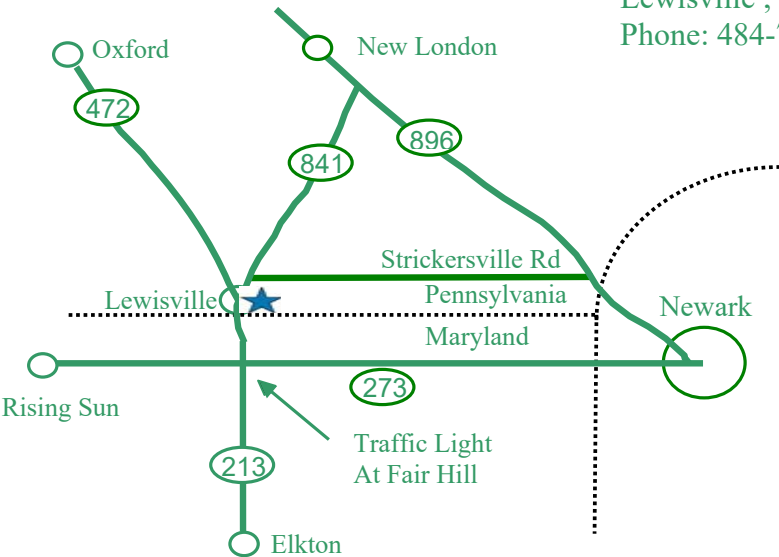 Lewisville ,
Phone: 484-
Oxford
New London
472
896
841
Strickersville Rd
Lewisville
Pennsylvania
Newark
Maryland
273
Rising Sun
Traffic Light
At Fair Hill
213
Elkton